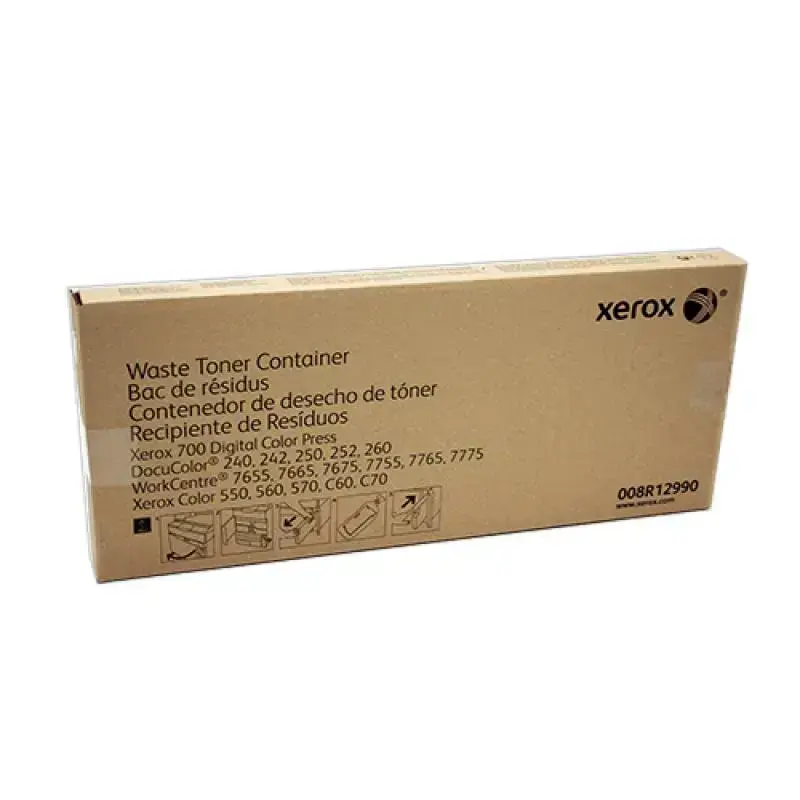 xerox ®
Waste Toner Container
Bac de résidus
Contenedor de desecho de tóner
Recipiente de Resíduos
Xerox 700 Digital Color Press
DocuColor® 240, 242, 250, 252, 260
WorkCentre® 7655, 7665, 7675, 7755, 7765, 7775
Xerox Color 550, 560, 570, C60, C70
008R12990
www.xerox.com